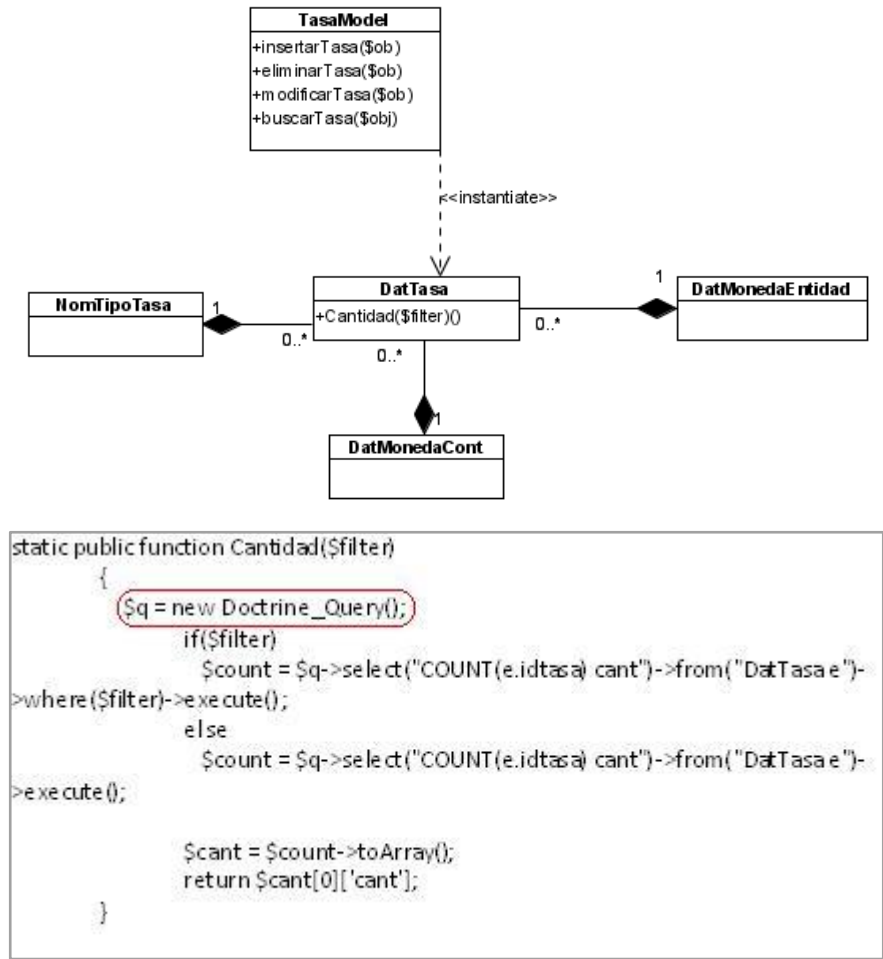 TasaModel
+insertarTasa($ob)
+eliminarTasa($ob)
+modificarTasa($ob)
+buscarTasa($obj)
<<instantiate>>
NomTipoTasa
1
0..*
DatTasa
+Cantidad($filter)()
0..*
0..*
1
DatMonedaEntidad
1
DatMonedaCont
static public function Cantidad($filter)
{
$q = new Doctrine_Query();
if($filter)
$count = $q->select("COUNT(e.idtasa) cant")->from("DatTasa e")-
>where($filter)->execute();
else
$count = $q->select("COUNT(e.idtasa) cant")->from("DatTasa e")-
>execute();
$cant = $count->toArray();
return $cant[0]['cant'];
}